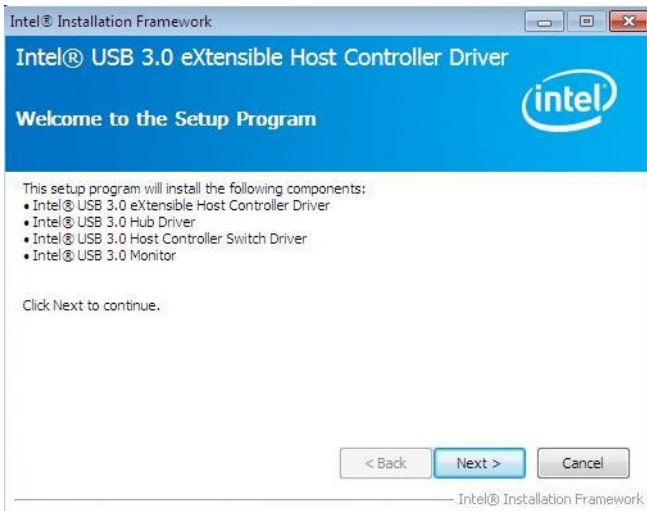 Intel® Installation Framework
Intel® USB 3.0 eXtensible Host Controller Driver
intel
Welcome to the Setup Program
This setup program will install the following components:
• Intel® USB 3.0 eXtensible Host Controller Driver
• Intel® USB 3.0 Hub Driver
• Intel® USB 3.0 Host Controller Switch Driver
• Intel® USB 3.0 Monitor
Click Next to continue.
< Back Next > Cancel
Intel® Installation Framework